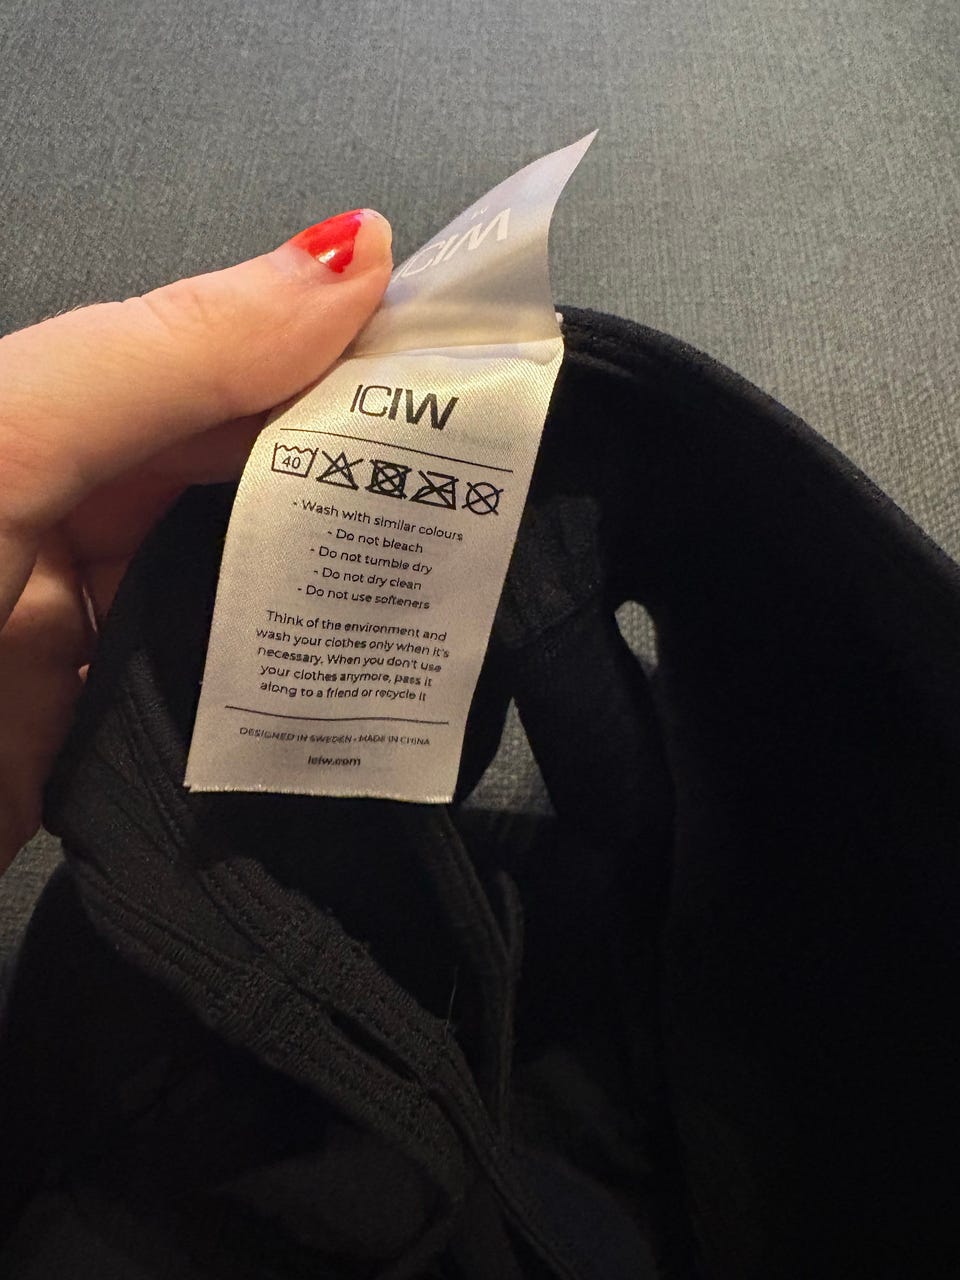 ICIW
ICIW
40
- Wash with similar colours
- Do not bleach
- Do not tumble dry
- Do not dry clean
- Do not use softeners
Think of the environment and
wash your clothes only when it's
necessary. When you don't use
your clothes anymore, pass it
along to a friend or recycle it
DESIGNED IN SWEDEN - MADE IN CHINA
iciw.com